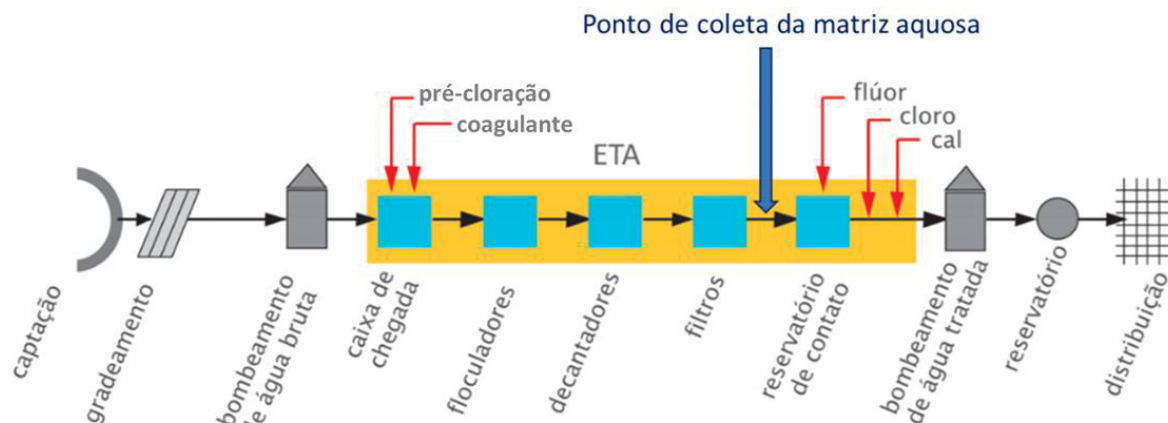 Ponto de coleta da matriz aquosa
pré-cloração
coagulante
flúor
cloro
cal
ETA
captação
gradeamento
bombeamento
de água bruta
caixa de
chegada
floculadores
decantadores
filtros
reservatório
de contato
bombeamento
de água tratada
reservatório
distribuição